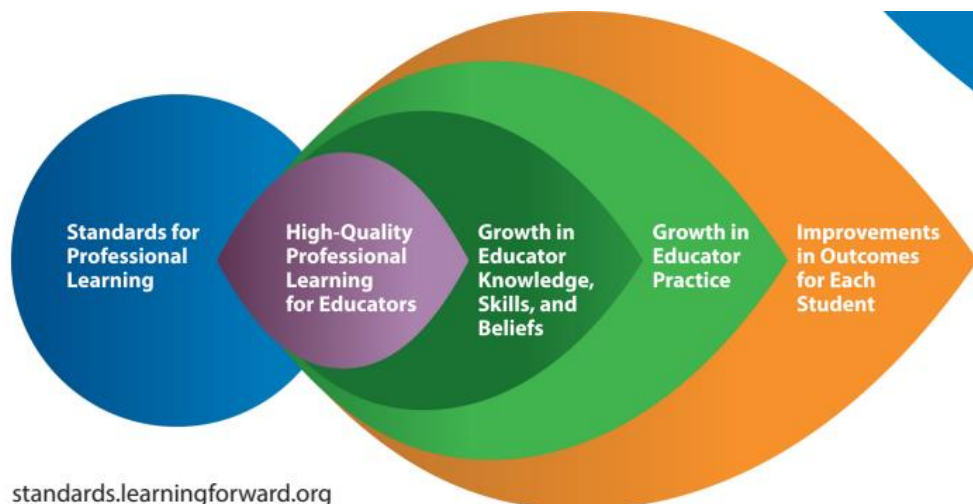 Standards for
Professional
Learning
High-Quality
Professional
Learning
for Educators
Growth in
Educator
Knowledge,
Skills, and
Beliefs
Growth in
Educator
Practice
Improvements
in Outcomes
for Each
Student
standards.learningforward.org